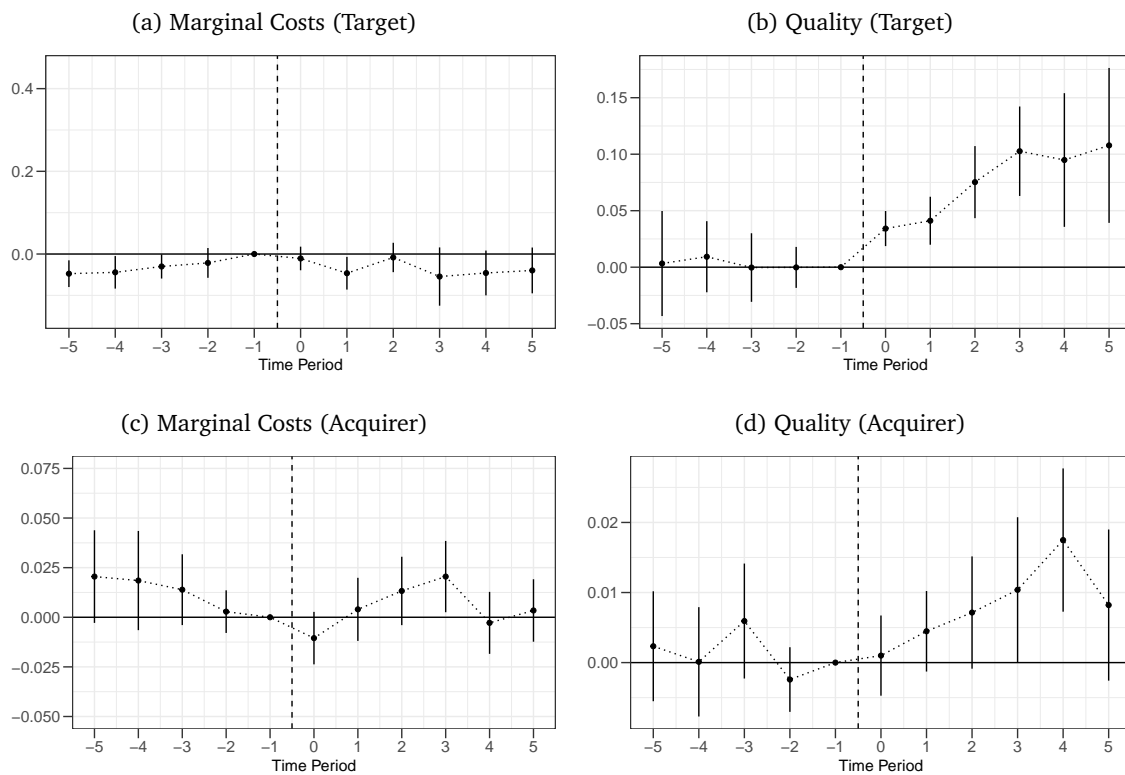 (a) Marginal Costs (Target)
(b) Quality (Target)
0.4
0.2
0.0
−5 −4 −3 −2 −1 0 1 2 3 4 5
Time Period
0.15
0.10
0.05
0.00
−0.05
−5 −4 −3 −2 −1 0 1 2 3 4 5
Time Period
(c) Marginal Costs (Acquirer)
(d) Quality (Acquirer)
0.075
0.050
0.025
0.000
−0.025
−0.050
−5 −4 −3 −2 −1 0 1 2 3 4 5
Time Period
0.02
0.01
0.00
−5 −4 −3 −2 −1 0 1 2 3 4 5
Time Period